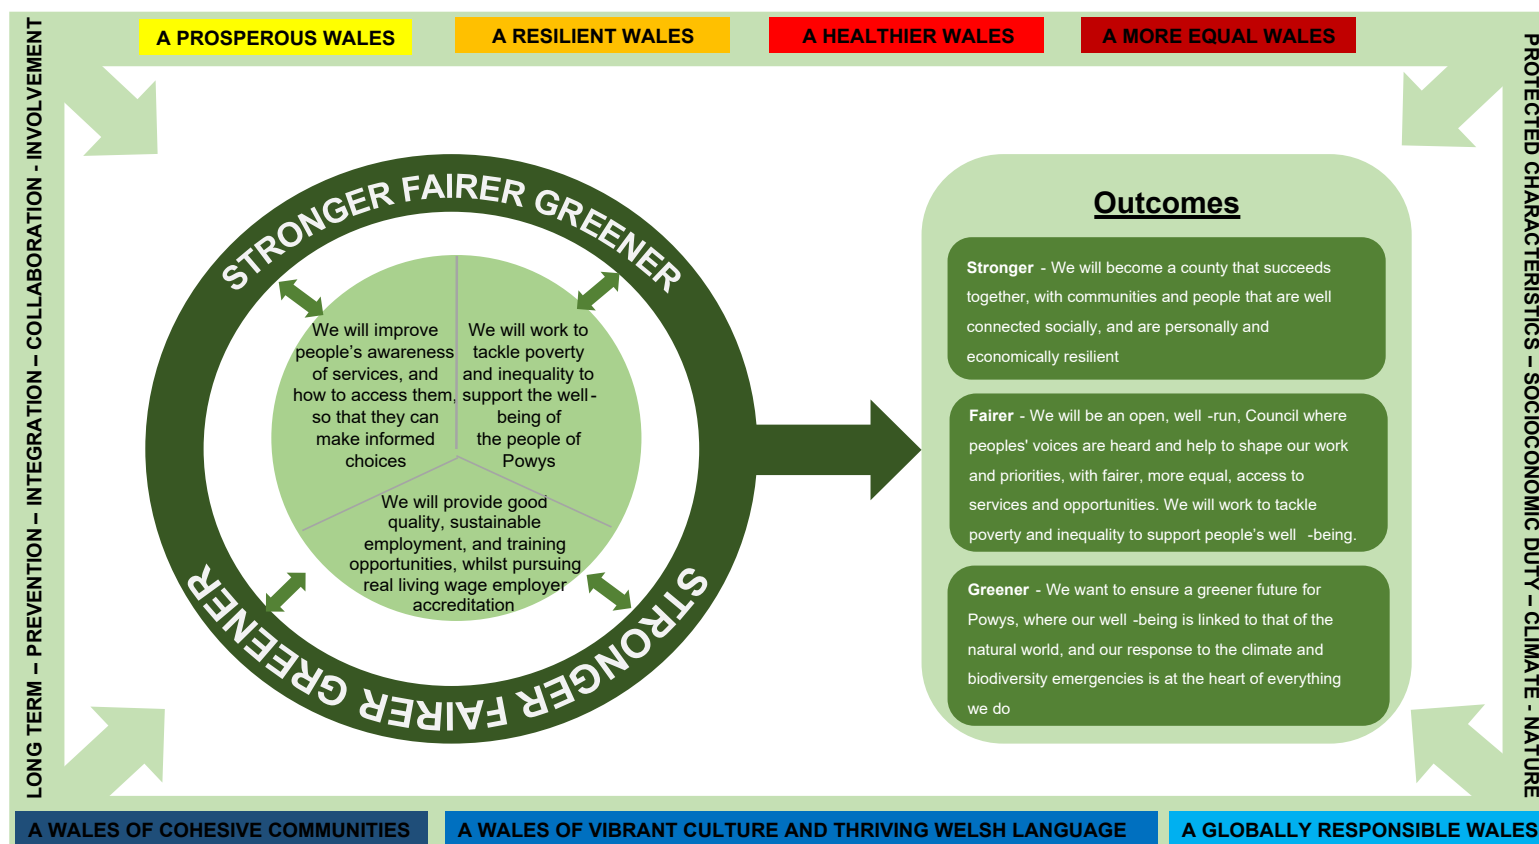 A PROSPEROUS WALES
A RESILIENT WALES
A HEALTHIER WALES
A MORE EQUAL WALES
LONG TERM – PREVENTION – INTEGRATION – COLLABORATION - INVOLVEMENT
STRONGER FAIRER GREENER
We will improve
people’s awareness
of services, and
how to access them,
so that they can
make informed
choices
We will work to
tackle poverty
and inequality to
support the well-
being of
the people of
Powys
We will provide good
quality, sustainable
employment, and training
opportunities, whilst pursuing
real living wage employer
accreditation
STRONGER FAIRER GREENER
Outcomes
Stronger - We will become a county that succeeds
together, with communities and people that are well
connected socially, and are personally and
economically resilient
Fairer - We will be an open, well -run, Council where
peoples' voices are heard and help to shape our work
and priorities, with fairer, more equal, access to
services and opportunities. We will work to tackle
poverty and inequality to support people’s well -being.
Greener - We want to ensure a greener future for
Powys, where our well -being is linked to that of the
natural world, and our response to the climate and
biodiversity emergencies is at the heart of everything
we do
PROTECTED CHARACTERISTICS – SOCIOECONOMIC DUTY – CLIMATE - NATURE
A WALES OF COHESIVE COMMUNITIES
A WALES OF VIBRANT CULTURE AND THRIVING WELSH LANGUAGE
A GLOBALLY RESPONSIBLE WALES